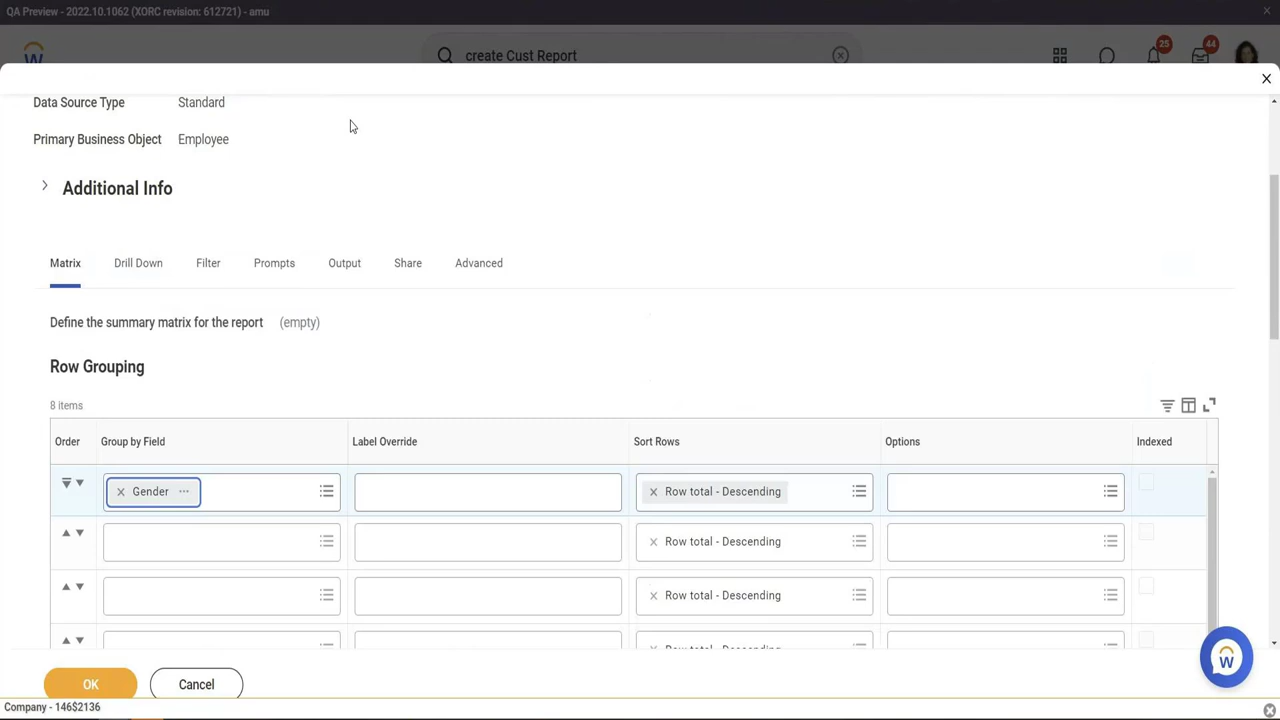 QA Preview - 2022.10.1062 (XORC revision: 612721) - amu
create Cust Report
25
44
Data Source Type Standard
Primary Business Object Employee
Additional Info
Matrix Drill Down Filter Prompts Output Share Advanced
Define the summary matrix for the report (empty)
Row Grouping
8 items
Order Group by Field Label Override Sort Rows Options Indexed
Gender Row total - Descending
Row total - Descending
Row total - Descending
Row total - Descending
OK Cancel
Company - 146$2136